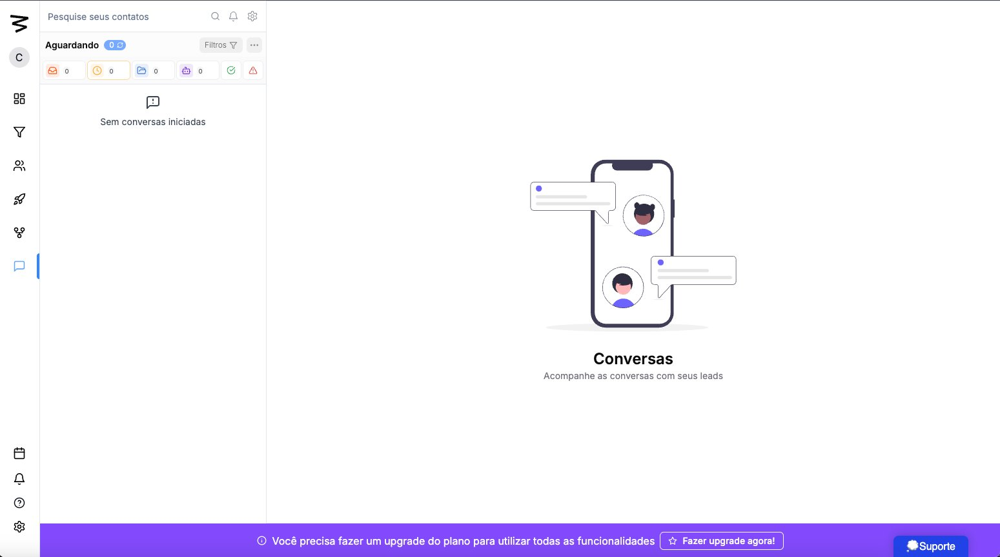 Pesquise seus contatos
Aguardando 0
Filtros
0 0 0 0
C
Sem conversas iniciadas
Conversas
Acompanhe as conversas com seus leads
Você precisa fazer um upgrade do plano para utilizar todas as funcionalidades
Fazer upgrade agora!
Suporte